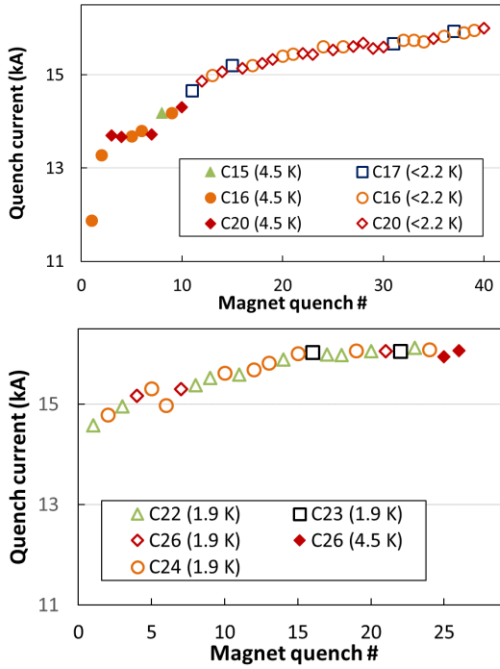 Quench current (kA)
15
13
11
C15 (4.5 K) C17 (<2.2 K)
C16 (4.5 K) C16 (<2.2 K)
C20 (4.5 K) C20 (<2.2 K)
0 10 20 30 40
Magnet quench #
Quench current (kA)
15
13
11
C22 (1.9 K) C23 (1.9 K)
C26 (1.9 K) C26 (4.5 K)
C24 (1.9 K)
0 5 10 15 20 25
Magnet quench #